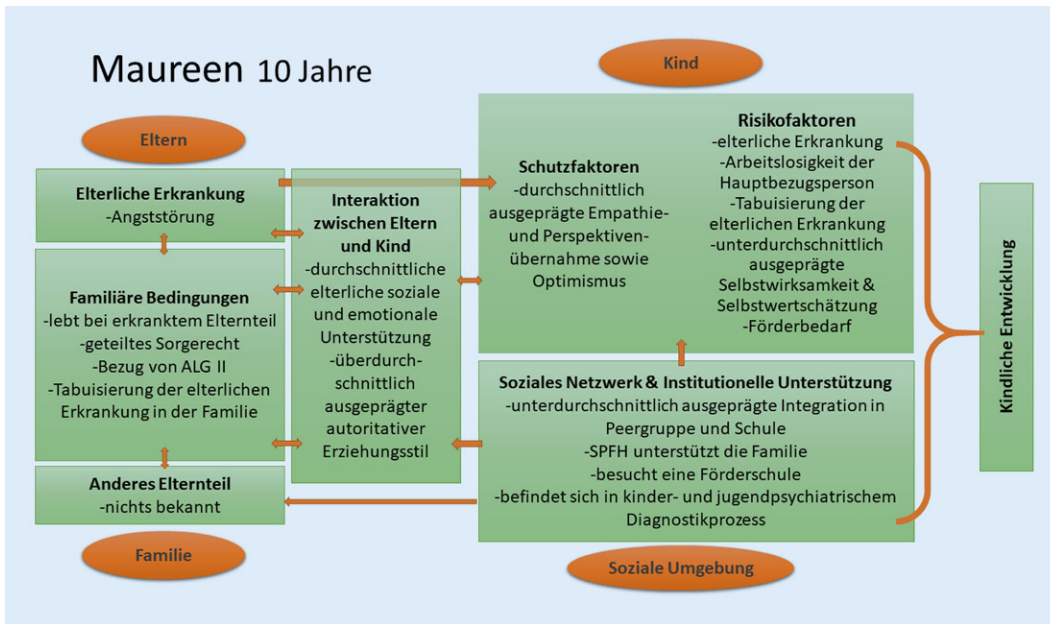 Maureen 10 Jahre
Eltern
Elterliche Erkrankung
-Angststörung
Familiäre Bedingungen
-lebt bei erkranktem Elternteil
-geteiltes Sorgerecht
-Bezug von ALG II
-Tabuisierung der elterlichen
Erkrankung in der Familie
Anderes Elternteil
-nichts bekannt
Familie
Interaktion
zwischen Eltern
und Kind
-durchschnittliche
elterliche soziale
und emotionale
Unterstützung
-überdurch-
schnittlich
ausgeprägter
autoritativer
Erziehungsstil
Kind
Schutzfaktoren
-durchschnittlich
ausgeprägte Empathie-
und Perspektiven-
übernahme sowie
Optimismus
Risikofaktoren
-elterliche Erkrankung
-Arbeitslosigkeit der
Hauptbezugsperson
-Tabuisierung der
elterlichen Erkrankung
-unterdurchschnittlich
ausgeprägte
Selbstwirksamkeit &
Selbstwertschätzung
-Förderbedarf
Soziales Netzwerk & Institutionelle Unterstützung
-unterdurchschnittlich ausgeprägte Integration in
Peergruppe und Schule
-SPFH unterstützt die Familie
-besucht eine Förderschule
-befindet sich in kinder- und jugendpsychiatrischem
Diagnostikprozess
Soziale Umgebung
Kindliche Entwicklung